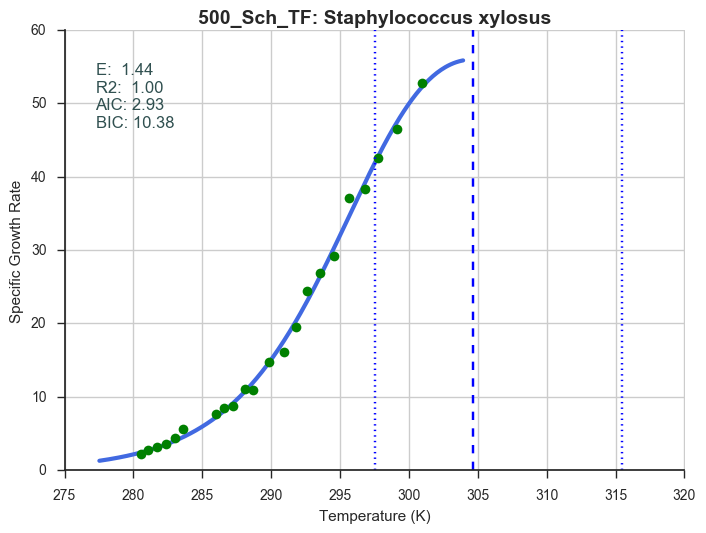 500_Sch_TF: Staphylococcus xylosus
60
50
40
30
20
10
0
E: 1.44
R2: 1.00
AIC: 2.93
BIC: 10.38
Specific Growth Rate
275 280 285 290 295 300 305 310 315 320
Temperature (K)